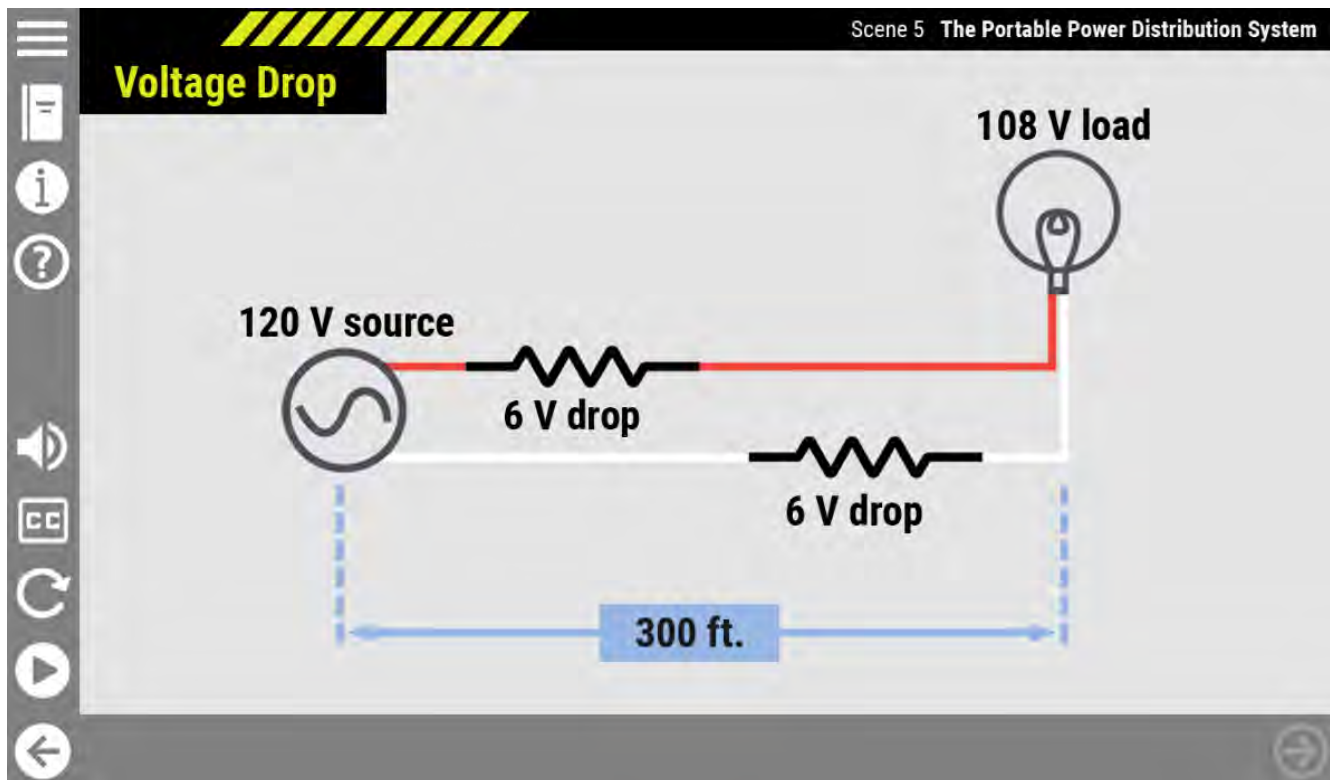 Scene 5 The Portable Power Distribution System
Voltage Drop
108 V load
120 V source
6 V drop
6 V drop
300 ft.
CC